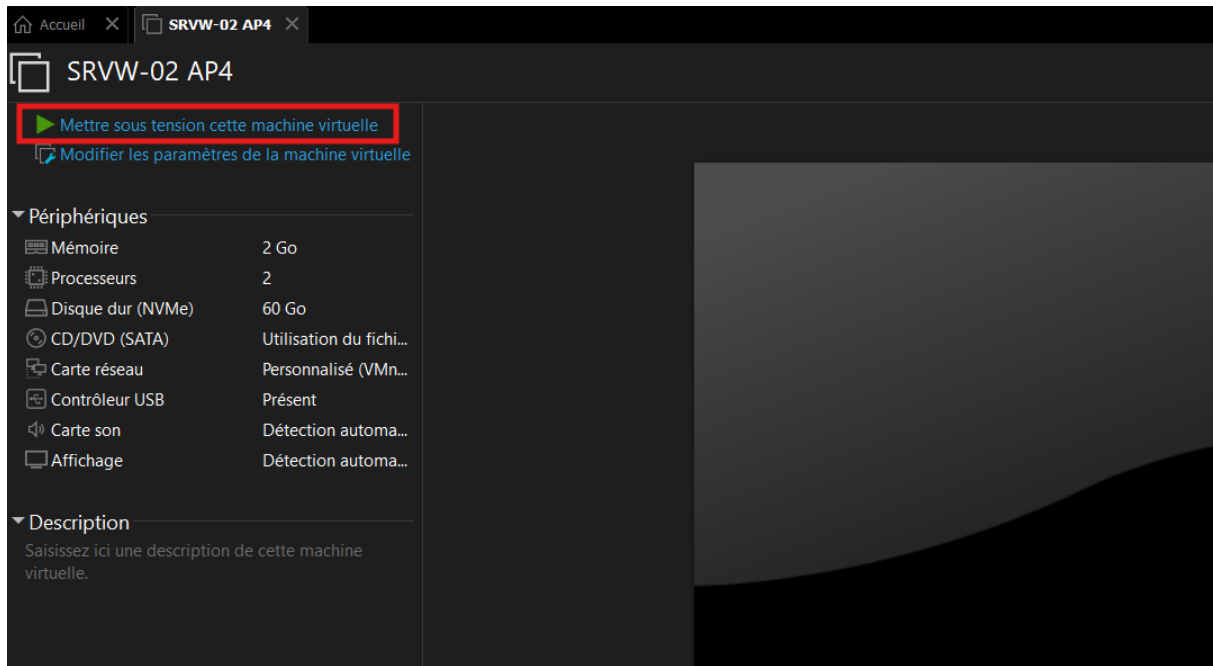 Accueil
SRVW-02 AP4
SRVW-02 AP4
Mettre sous tension cette machine virtuelle
Modifier les paramètres de la machine virtuelle
Périphériques
Mémoire 2 Go
Processeurs 2
Disque dur (NVMe) 60 Go
CD/DVD (SATA) Utilisation du fichi...
Carte réseau Personnalisé (VMn...
Contrôleur USB Présent
Carte son Détection automa...
Affichage Détection automa...
Description
Saisissez ici une description de cette machine
virtuelle.